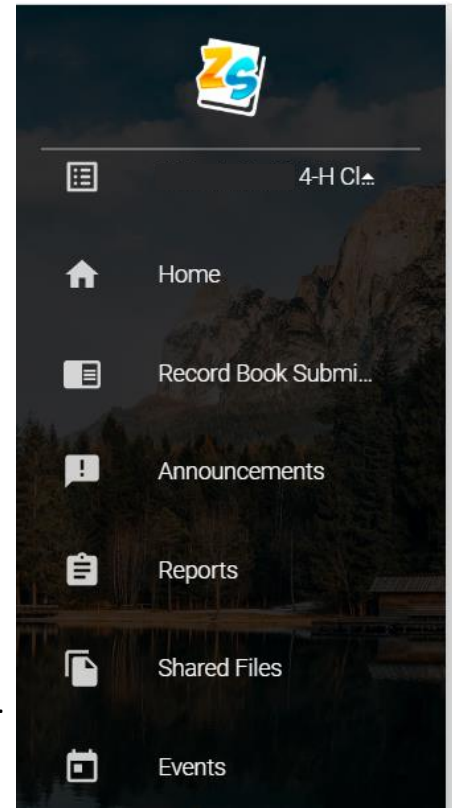 ZS
4-H Cl
Home
Record Book Submi...
Announcements
Reports
Shared Files
Events
.